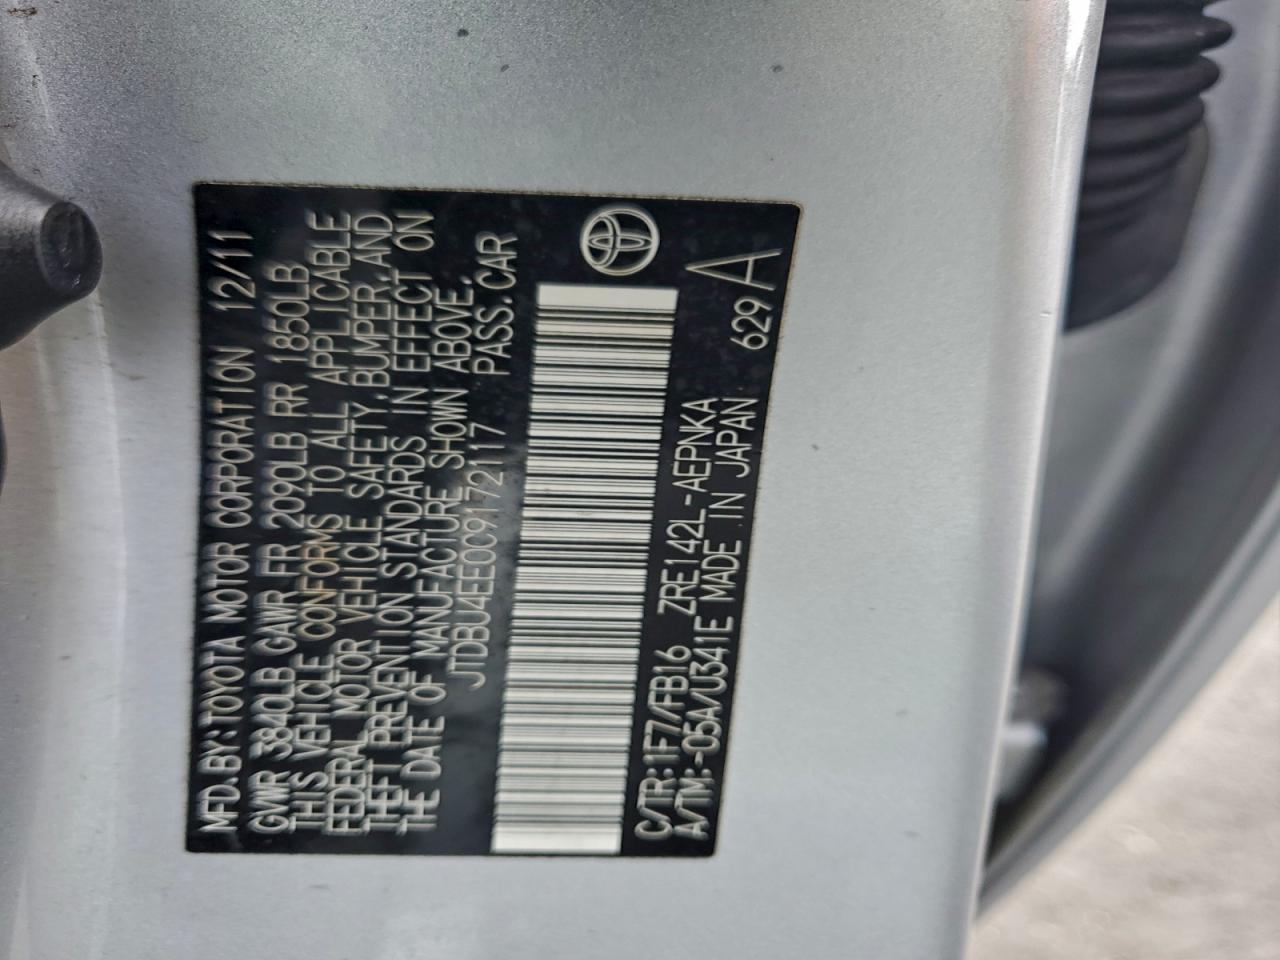 MFD.BY:TOYOTA MOTOR CORPORATION 12/11
GVWR 3840LB GAWR FR 2090LB RR 1850LB
THIS VEHICLE CONFORMS TO ALL APPLICABLE
FEDERAL MOTOR VEHICLE SAFETY,BUMPER,AND
THEFT PREVENTION STANDARDS IN EFFECT ON
THE DATE OF MANUFACTURE SHOWN ABOVE.
JTDBU4EE0C9172117 PASS.CAR
C/TR:1F7/FB16 ZRE142L-AEPNKA
A/TM:-05A/U341E MADE IN JAPAN 629 A